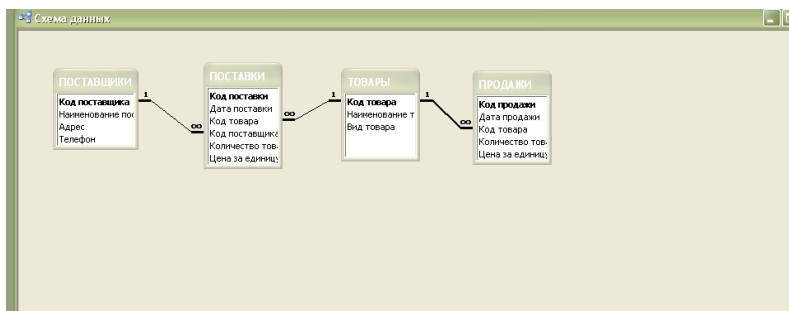 Схема данных
ПОСТАВЩИКИ
Код поставщика
Наименование пос
Адрес
Телефон
1
∞
ПОСТАВКИ
Код поставки
Дата поставки
Код товара
Код поставщика
Количество това
Цена за единицу
∞
1
ТОВАРЫ
Код товара
Наименование т
Вид товара
1
∞
ПРОДАЖИ
Код продажи
Дата продажи
Код товара
Количество това
Цена за единицу